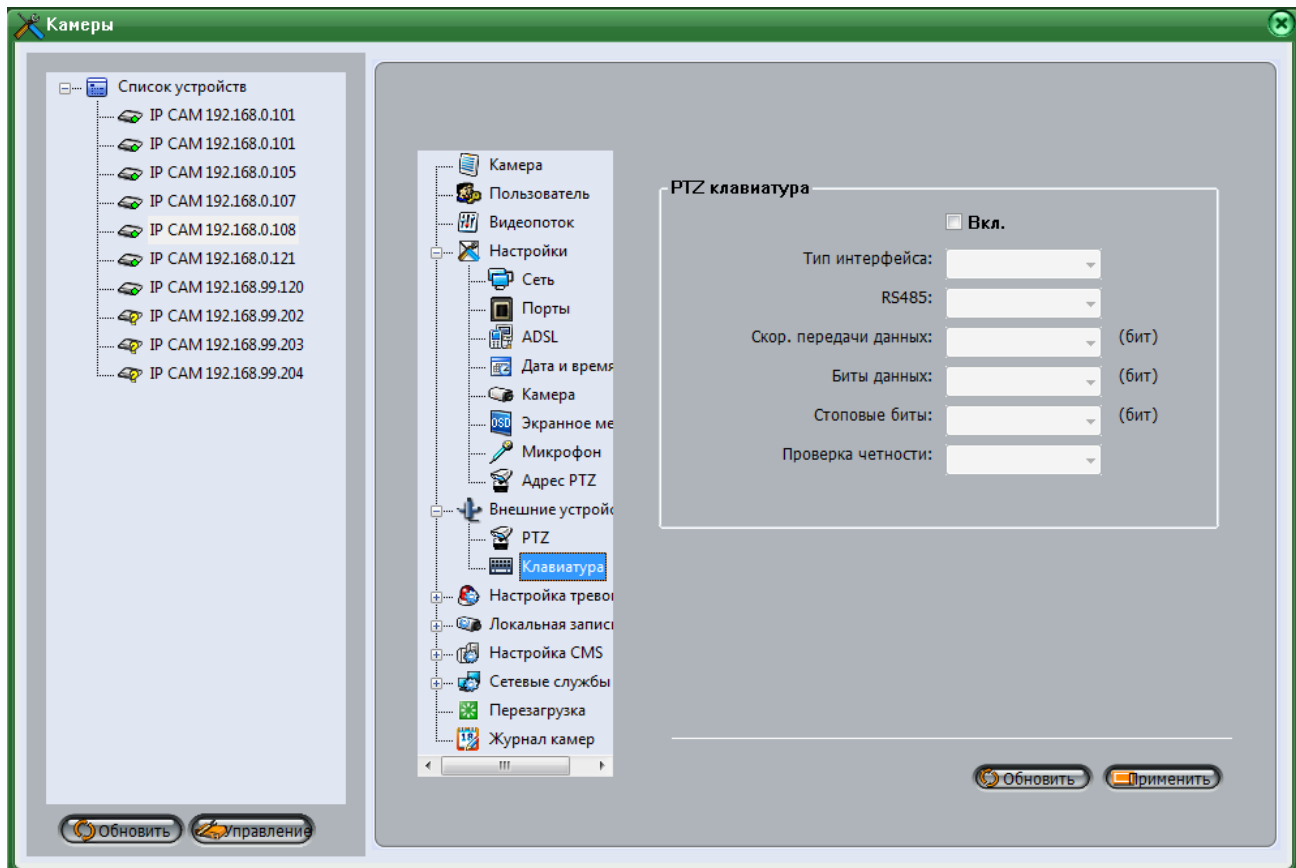 Камеры
Список устройств
IP CAM 192.168.0.101
IP CAM 192.168.0.101
IP CAM 192.168.0.105
IP CAM 192.168.0.107
IP CAM 192.168.0.108
IP CAM 192.168.0.121
IP CAM 192.168.99.120
IP CAM 192.168.99.202
IP CAM 192.168.99.203
IP CAM 192.168.99.204
Обновить
Управление
Камера
Пользователь
Видеопоток
Настройки
Сеть
Порты
ADSL
Дата и время
Камера
OSD Экранное ме
Микрофон
Адрес PTZ
Внешние устройс
PTZ
Клавиатура
Настройка трево
Локальная запис
Настройка CMS
Сетевые службы
Перезагрузка
18 Журнал камер
PTZ клавиатура
Вкл.
Тип интерфейса:
RS485:
Скор. передачи данных: (бит)
Биты данных: (бит)
Стоповые биты: (бит)
Проверка четности:
Обновить
Применить